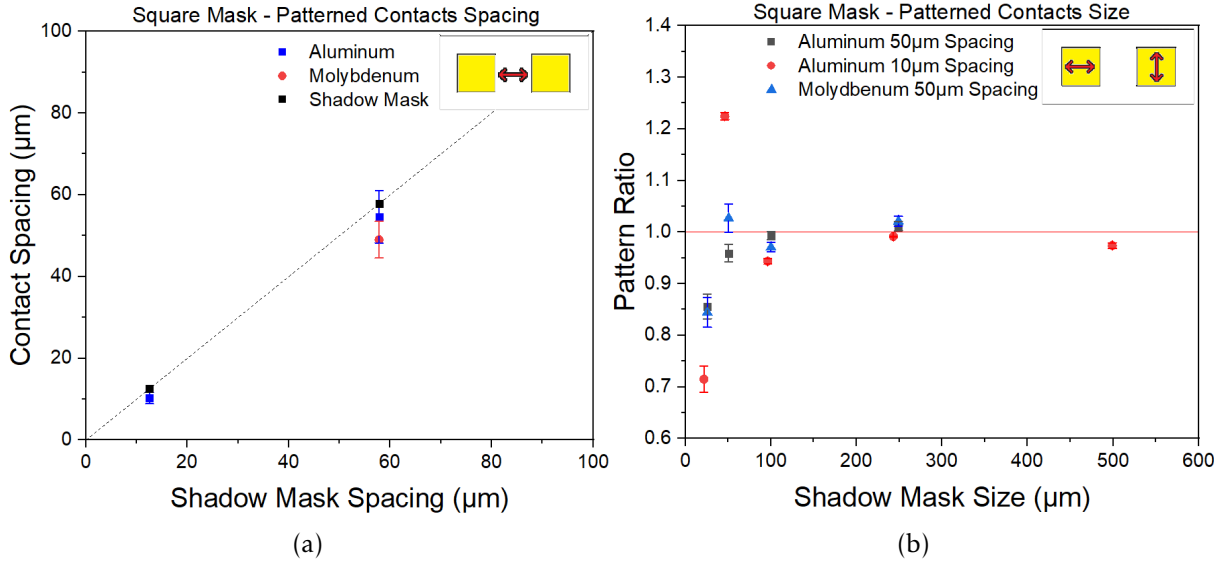 Square Mask - Patterned Contacts Spacing
Aluminum
Molybdenum
Shadow Mask
100
80
60
40
20
0
Contact Spacing (µm)
0 20 40 60 80 100
Shadow Mask Spacing (µm)
(a)
Square Mask - Patterned Contacts Size
Aluminum 50µm Spacing
Aluminum 10µm Spacing
Molydbenum 50µm Spacing
1.4
1.3
1.2
1.1
1.0
0.9
0.8
0.7
0.6
Pattern Ratio
0 100 200 300 400 500 600
Shadow Mask Size (µm)
(b)